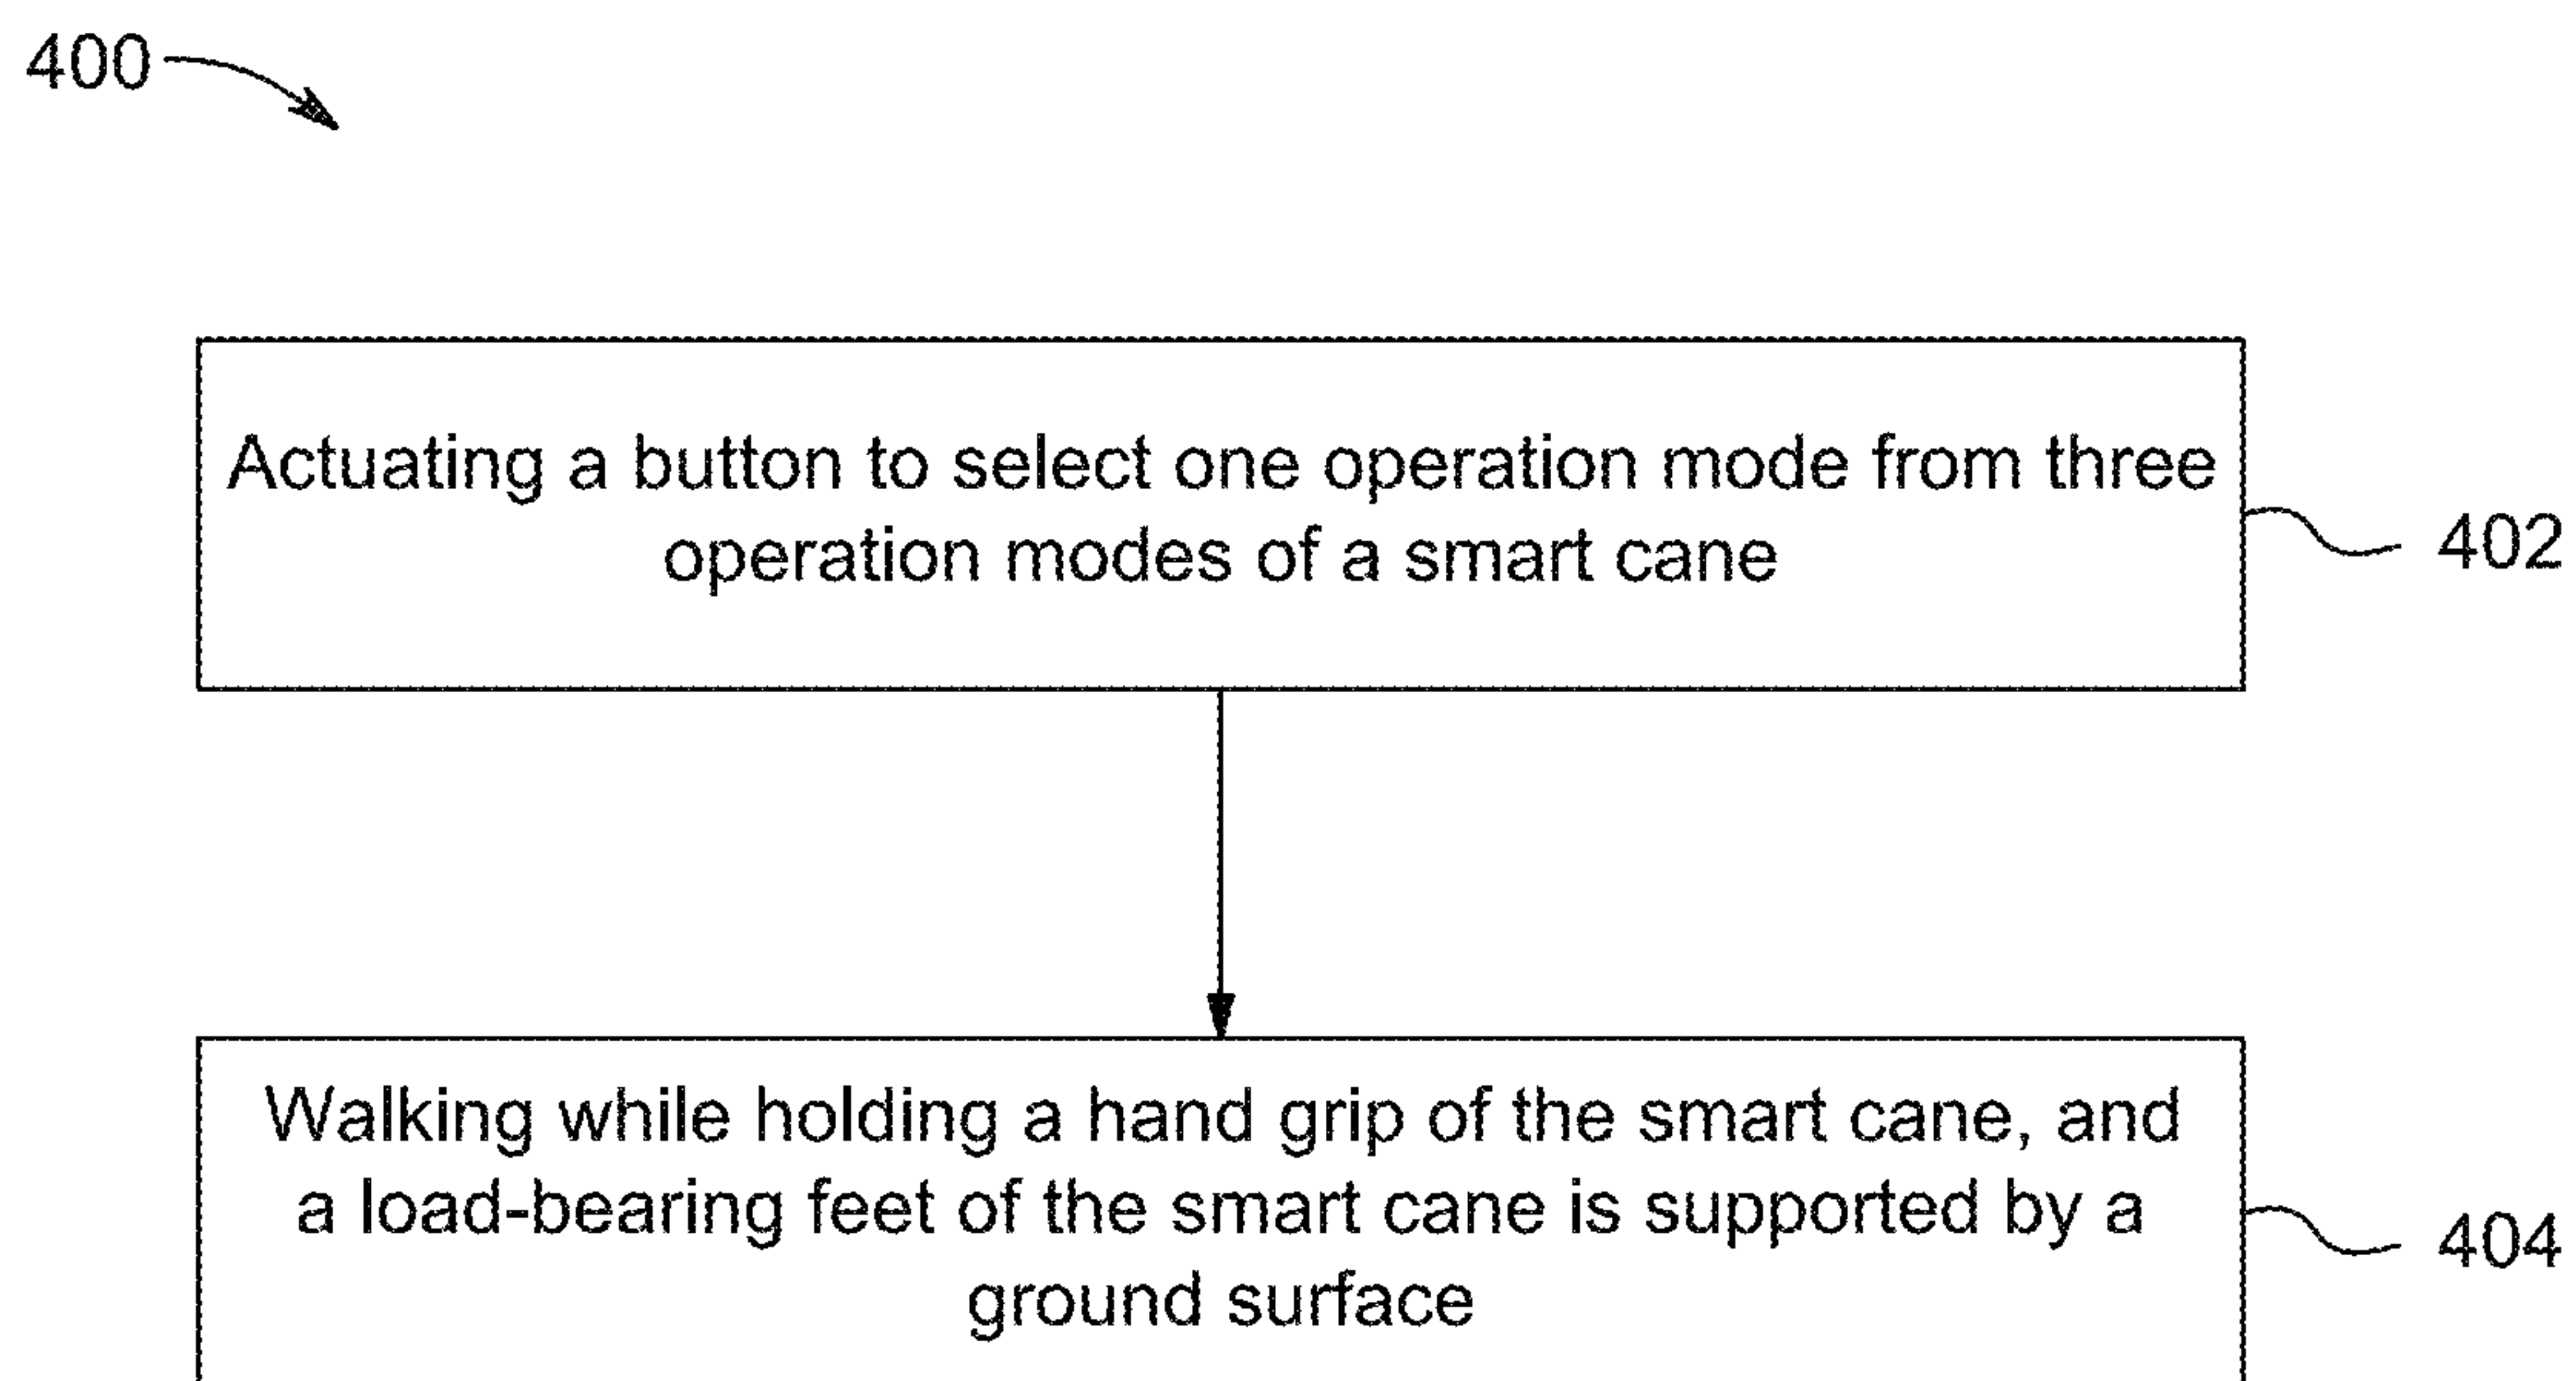 400
Actuating a button to select one operation mode from three
operation modes of a smart cane
402
Walking while holding a hand grip of the smart cane, and
a load-bearing feet of the smart cane is supported by a
ground surface
404